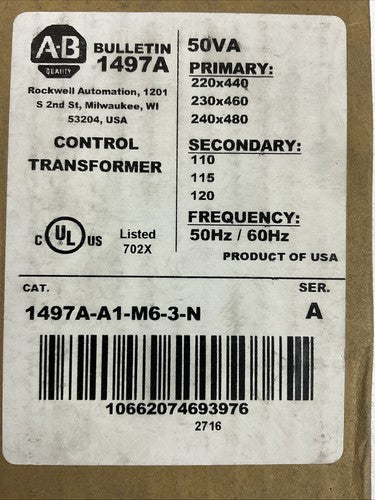 A-B
QUALITY
BULLETIN
1497A
Rockwell Automation, 1201
S 2nd St, Milwaukee, WI
53204, USA
CONTROL
TRANSFORMER
C UL US
Listed
702X
50VA
PRIMARY:
220x440
230x460
240x480
SECONDARY:
110
115
120
FREQUENCY:
50Hz / 60Hz
PRODUCT OF USA
CAT.
SER.
1497A-A1-M6-3-N
A
10662074693976
2716